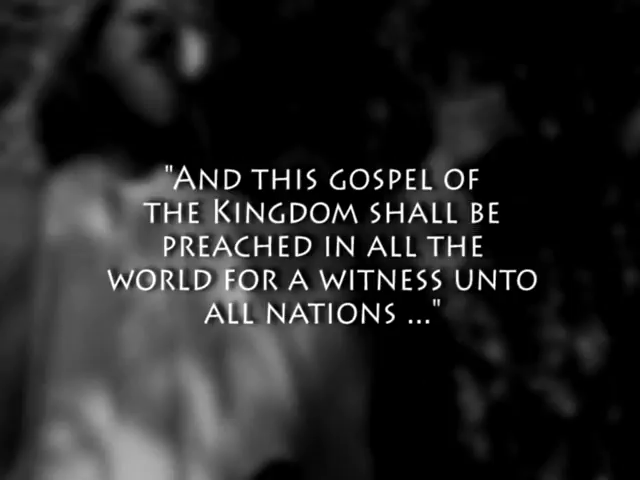 "And this gospel of
the Kingdom shall be
preached in all the
world for a witness unto
all nations ..."